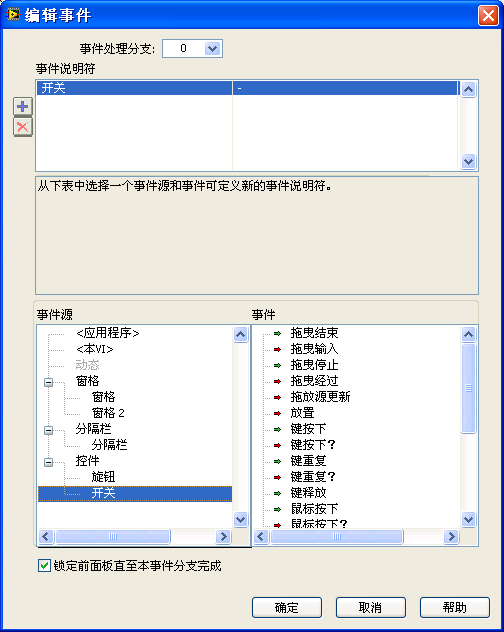 编辑事件
事件处理分支: 0
事件说明符
开关 -
从下表中选择一个事件源和事件可定义新的事件说明符。
事件源
<应用程序>
<本VI>
动态
窗格
窗格
窗格 2
分隔栏
分隔栏
控件
旋钮
开关
事件
拖曳结束
拖曳输入
拖曳停止
拖曳经过
拖放源更新
放置
键按下
键按下?
键重复
键重复?
键释放
鼠标按下
鼠标按下?
锁定前面板直至本事件分支完成
确定 取消 帮助